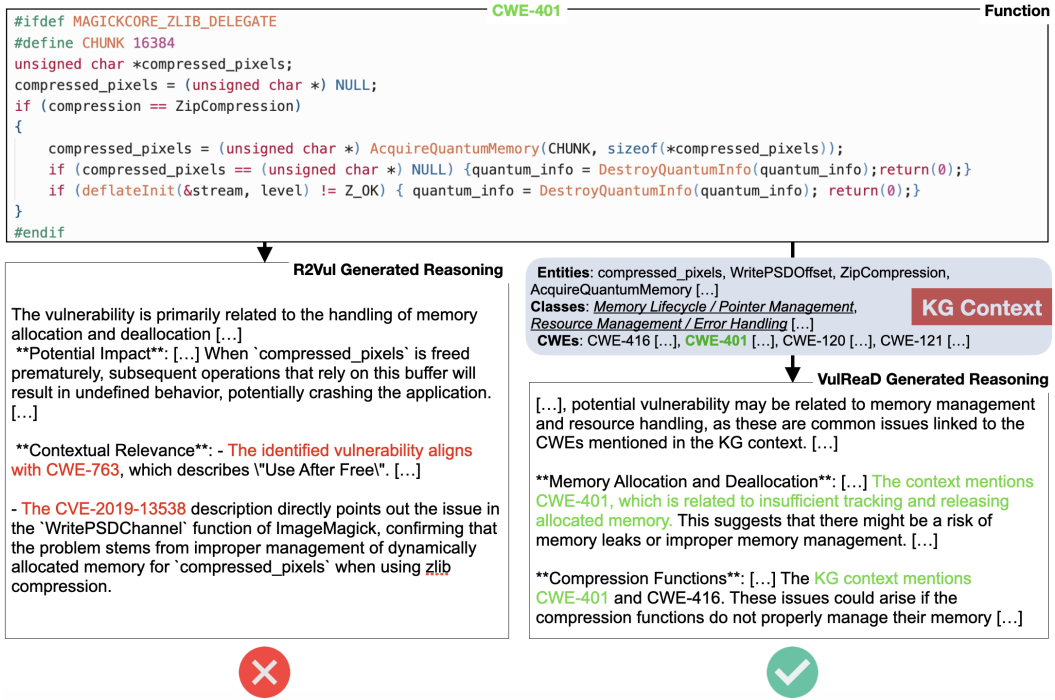 CWE-401
Function
#ifdef MAGICKCORE_ZLIB_DELEGATE
#define CHUNK 16384
unsigned char *compressed_pixels;
compressed_pixels = (unsigned char *) NULL;
if (compression == ZipCompression)
{
compressed_pixels = (unsigned char *) AcquireQuantumMemory(CHUNK, sizeof(*compressed_pixels));
if (compressed_pixels == (unsigned char *) NULL) {quantum_info = DestroyQuantumInfo(quantum_info);return(0);}
if (deflateInit(&stream, level) != Z_OK) { quantum_info = DestroyQuantumInfo(quantum_info); return(0);}
}
#endif
R2Vul Generated Reasoning
The vulnerability is primarily related to the handling of memory
allocation and deallocation […]
**Potential Impact**: […] When `compressed_pixels` is freed
prematurely, subsequent operations that rely on this buffer will
result in undefined behavior, potentially crashing the application.
[…]
**Contextual Relevance**: - The identified vulnerability aligns
with CWE-763, which describes \"Use After Free\". […]
- The CVE-2019-13538 description directly points out the issue in
the `WritePSDChannel` function of ImageMagick, confirming that
the problem stems from improper management of dynamically
allocated memory for `compressed_pixels` when using zlib
compression.
Entities: compressed_pixels, WritePSDOffset, ZipCompression,
AcquireQuantumMemory […]
Classes: Memory Lifecycle / Pointer Management,
Resource Management / Error Handling […]
CWEs: CWE-416 […], CWE-401 […], CWE-120 […], CWE-121 […]
KG Context
VulReaD Generated Reasoning
[…], potential vulnerability may be related to memory management
and resource handling, as these are common issues linked to the
CWEs mentioned in the KG context. […]
**Memory Allocation and Deallocation**: […] The context mentions
CWE-401, which is related to insufficient tracking and releasing
allocated memory. This suggests that there might be a risk of
memory leaks or improper memory management. […]
**Compression Functions**: […] The KG context mentions
CWE-401 and CWE-416. These issues could arise if the
compression functions do not properly manage their memory […]